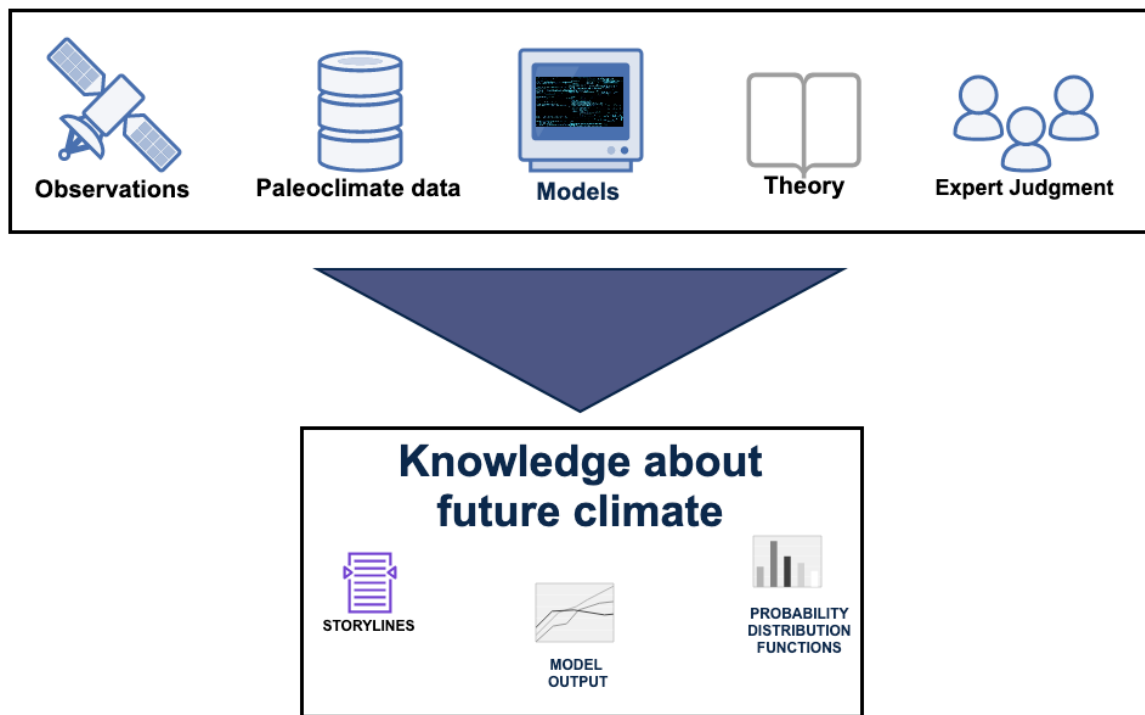 Observations
Paleoclimate data
Models
Theory
Expert Judgment
Knowledge about
future climate
STORYLINES
MODEL
OUTPUT
PROBABILITY
DISTRIBUTION
FUNCTIONS